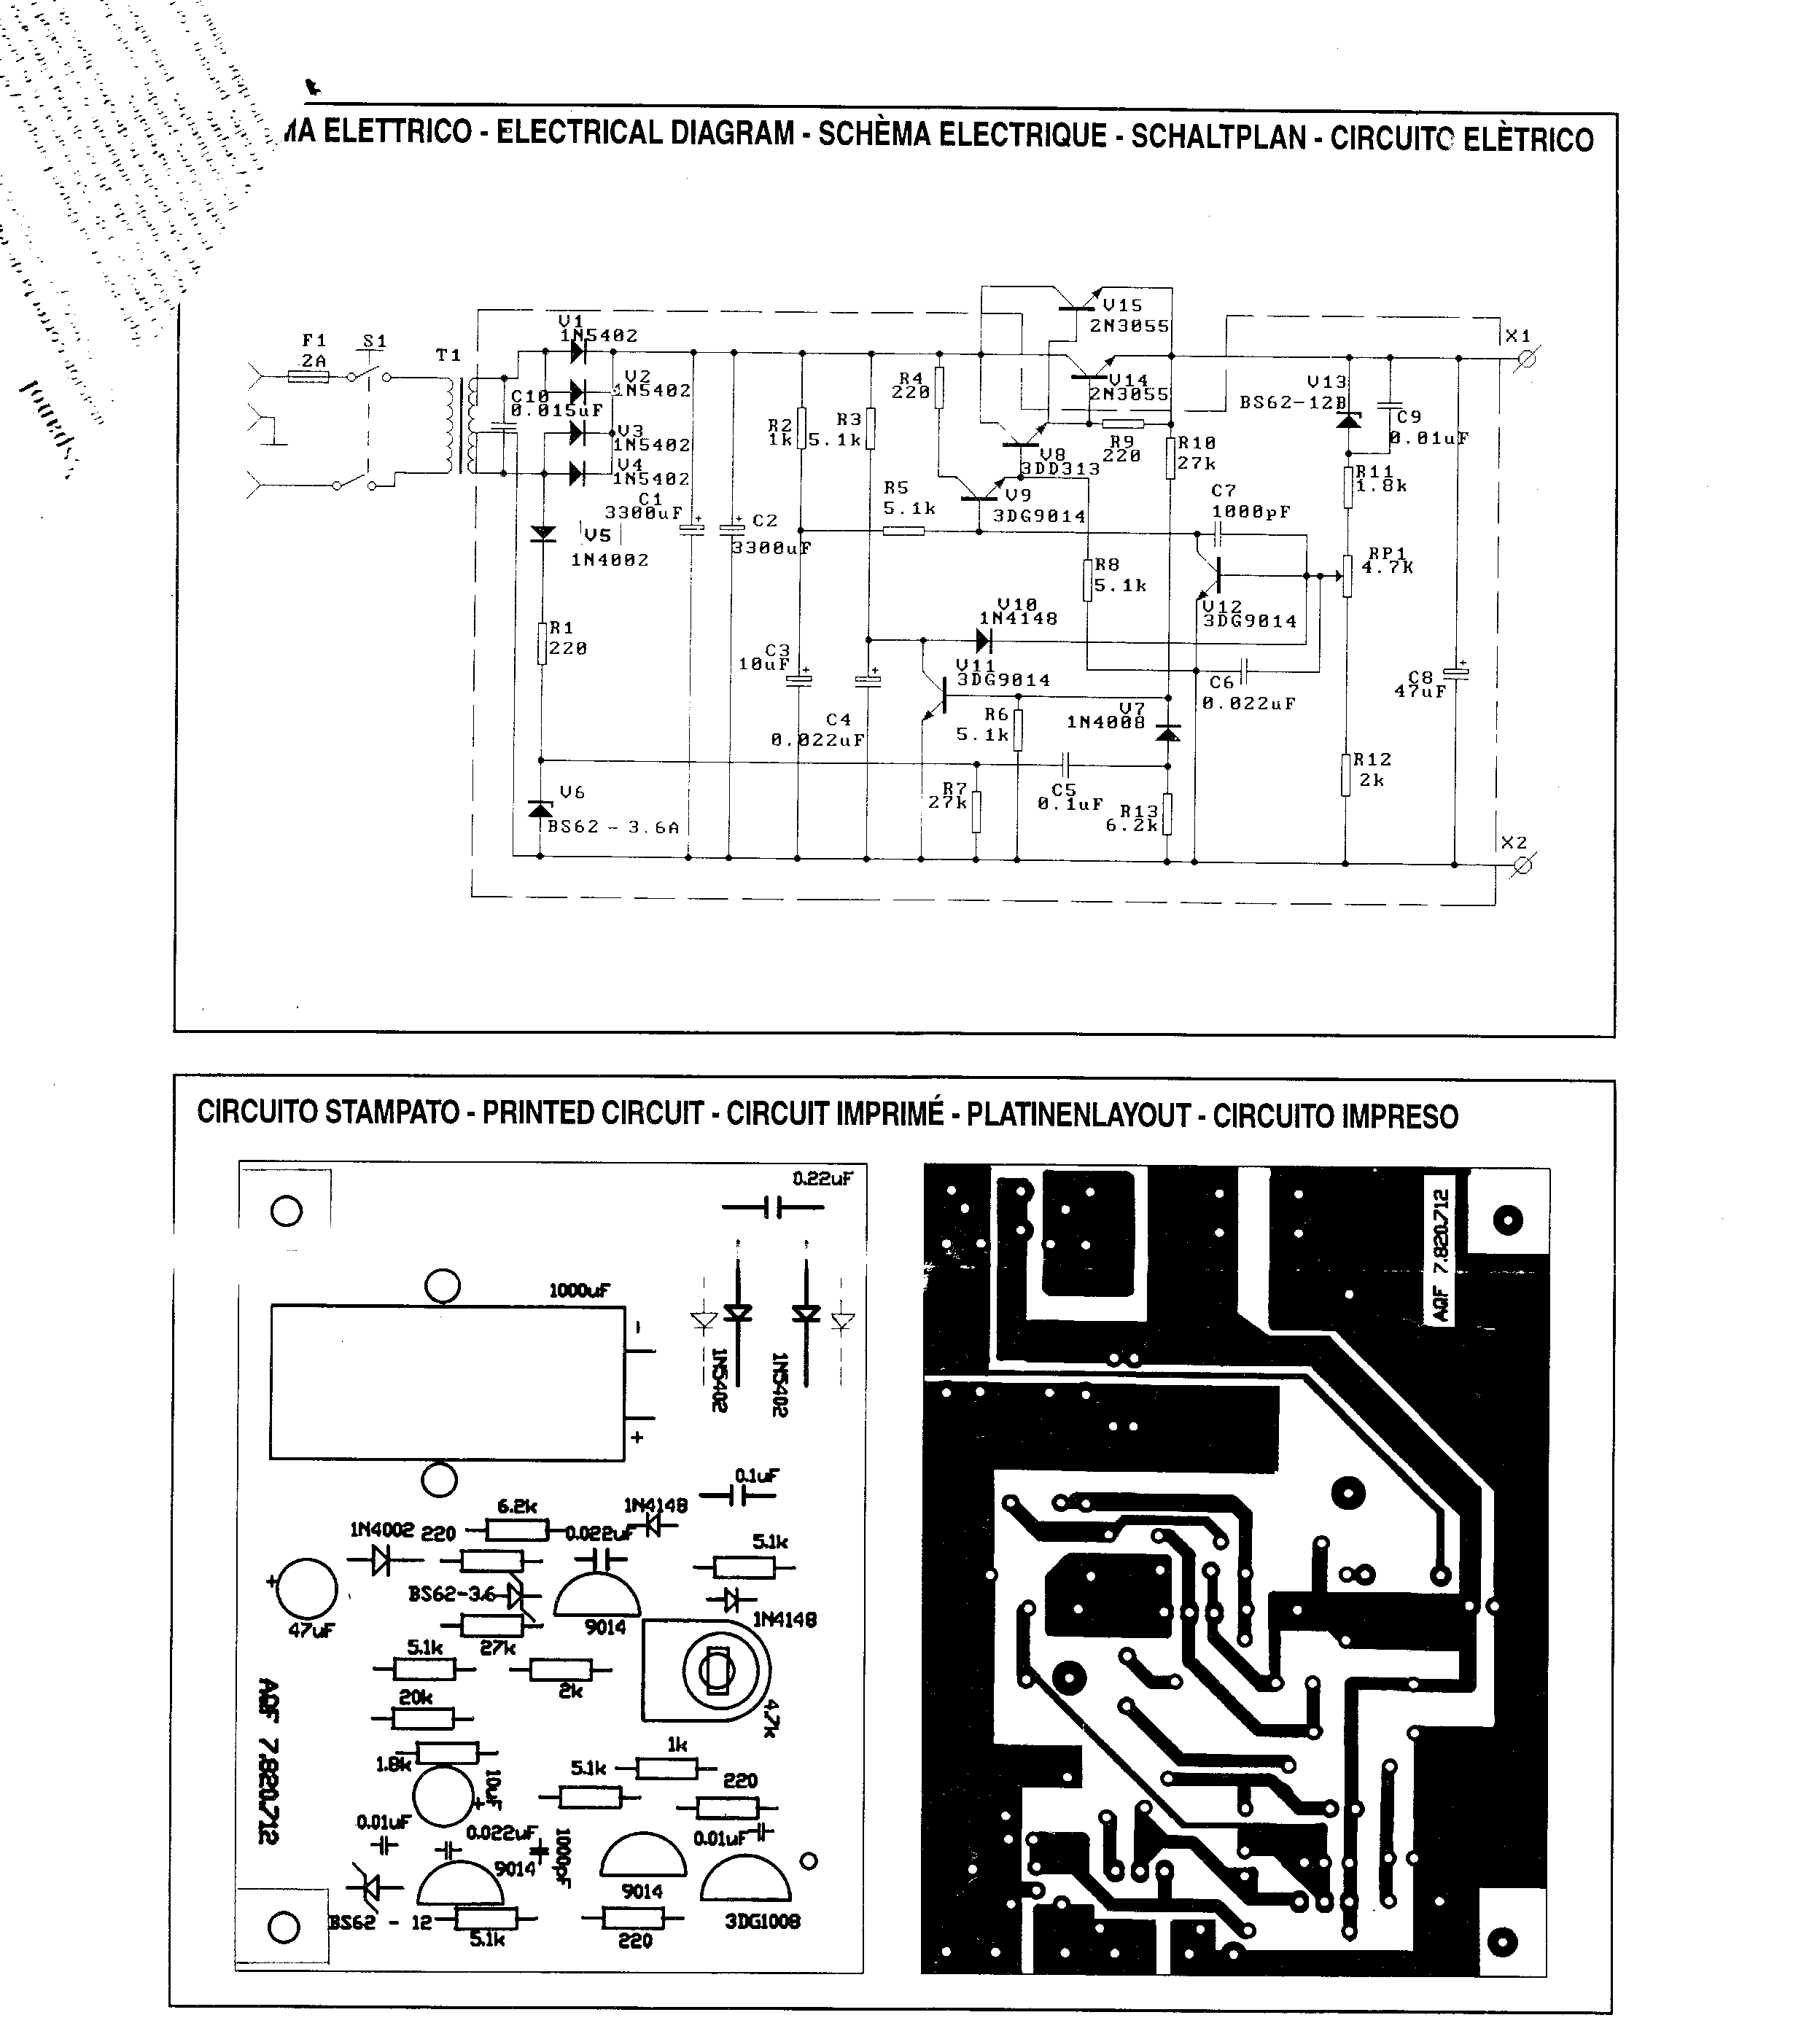 MA ELETTRICO - ELECTRICAL DIAGRAM - SCHÈMA ELECTRIQUE - SCHALTPLAN - CIRCUITO ELÈTRICO
F1
2A
S1
T1
V1
1N5402
V2
1N5402
V3
1N5402
V4
1N5402
C10
0.015uF
V5
1N4002
R1
220
V6
BS62-3.6A
C1
3300uF
C2
3300uF
R2
1k
R3
5.1k
R4
220
R5
5.1k
C3
10uF
C4
0.022uF
V15
2N3055
V14
2N3055
R9
220
V8
3DD313
V9
3DG9014
R10
27k
C7
1000pF
R8
5.1k
V10
1N4148
V11
3DG9014
V12
3DG9014
C6
0.022uF
R6
5.1k
V7
1N4008
R7
27k
C5
0.1uF
R13
6.2k
V13
BS62-12B
C9
0.01uF
R11
1.8k
RP1
4.7K
R12
2k
C8
47uF
X1
X2
CIRCUITO STAMPATO - PRINTED CIRCUIT - CIRCUIT IMPRIMÉ - PLATINENLAYOUT - CIRCUITO IMPRESO
0.22uF
1000uF
1N5402
1N5402
0.1uF
6.2k
1N4148
1N4002
220
0.022uF
5.1k
BS62-3.6
1N4148
47uF
27k
9014
5.1k
2k
20k
4.7k
1.8k
1k
5.1k
220
10uF
0.01uF
0.022uF
1000pF
0.01uF
9014
9014
BS62 - 12
5.1k
220
3DG1008
AQF 7.820.712
AQF 7.820.712